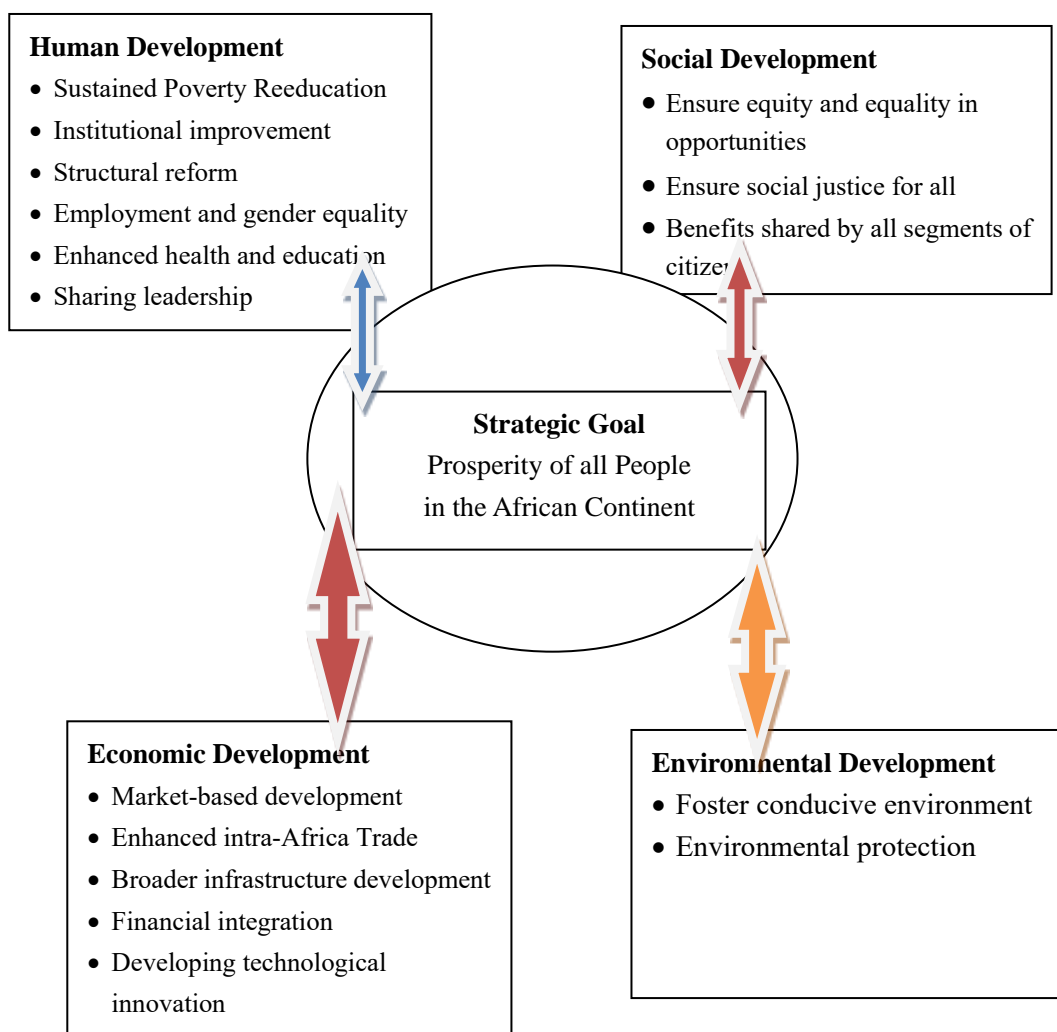 Human Development
• Sustained Poverty Reeducation
• Institutional improvement
• Structural reform
• Employment and gender equality
• Enhanced health and education
• Sharing leadership
Social Development
• Ensure equity and equality in
opportunities
• Ensure social justice for all
• Benefits shared by all segments of
citizen
Strategic Goal
Prosperity of all People
in the African Continent
Economic Development
• Market-based development
• Enhanced intra-Africa Trade
• Broader infrastructure development
• Financial integration
• Developing technological
innovation
Environmental Development
• Foster conducive environment
• Environmental protection